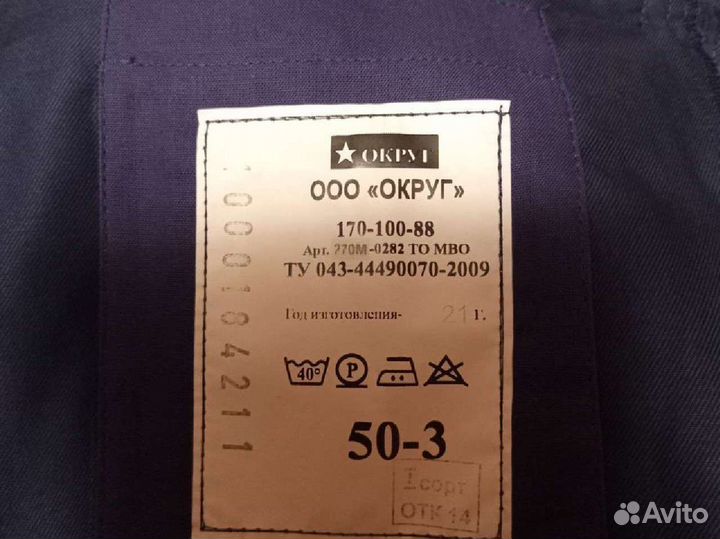 ★ ОКРУГ
ООО «ОКРУГ»
170-100-88
Арт. 270М-0282 ТО МВО
ТУ 043-44490070-2009
Год изготовления- 21 г.
40° P
50-3
I сорт
ОТК 14
1000184211
Avito